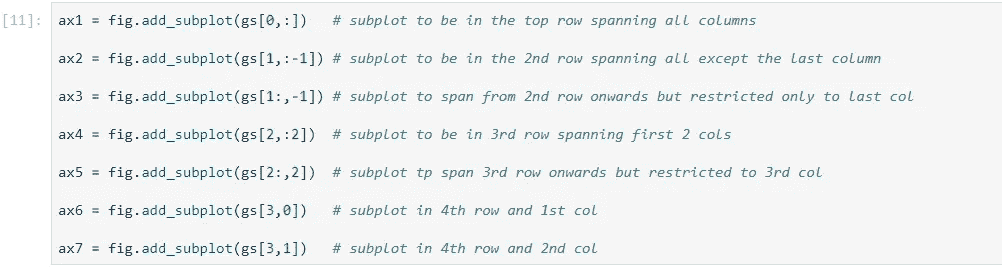 [11]: ax1 = fig.add_subplot(gs[0,:])   # subplot to be in the top row spanning all columns
ax2 = fig.add_subplot(gs[1,:-1]) # subplot to be in the 2nd row spanning all except the last column
ax3 = fig.add_subplot(gs[1:,-1]) # subplot to span from 2nd row onwards but restricted only to last col
ax4 = fig.add_subplot(gs[2,:2])  # subplot to be in 3rd row spanning first 2 cols
ax5 = fig.add_subplot(gs[2:,2])  # subplot tp span 3rd row onwards but restricted to 3rd col
ax6 = fig.add_subplot(gs[3,0])   # subplot in 4th row and 1st col
ax7 = fig.add_subplot(gs[3,1])   # subplot in 4th row and 2nd col